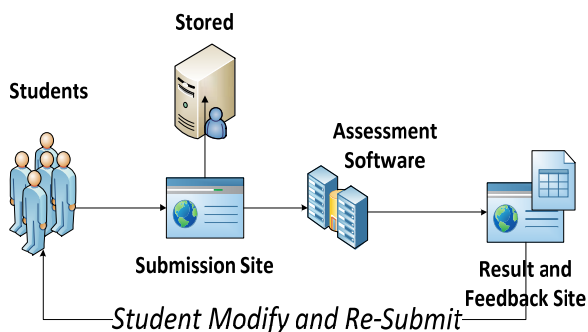 Stored
Students
Assessment
Software
Submission Site
Result and
Feedback Site
Student Modify and Re-Submit